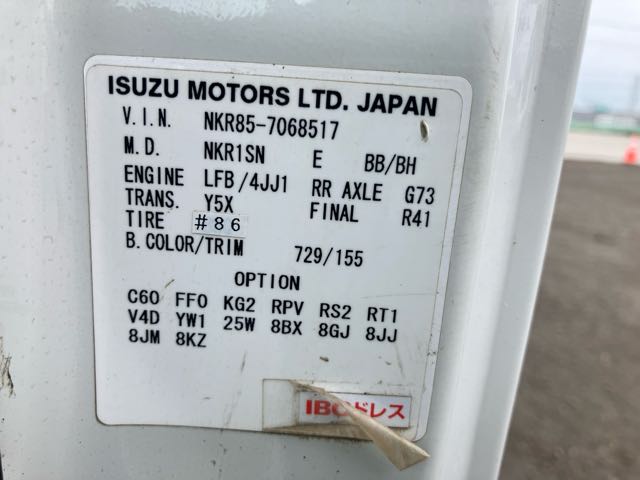 ISUZU MOTORS LTD. JAPAN
V.I.N. NKR85-7068517
M.D. NKR1SN E BB/BH
ENGINE LFB/4JJ1 RR AXLE G73
TRANS. Y5X FINAL R41
TIRE #86
B.COLOR/TRIM 729/155
OPTION
C60 FF0 KG2 RPV RS2 RT1
V4D YW1 25W 8BX 8GJ 8JJ
8JM 8KZ
ドレス